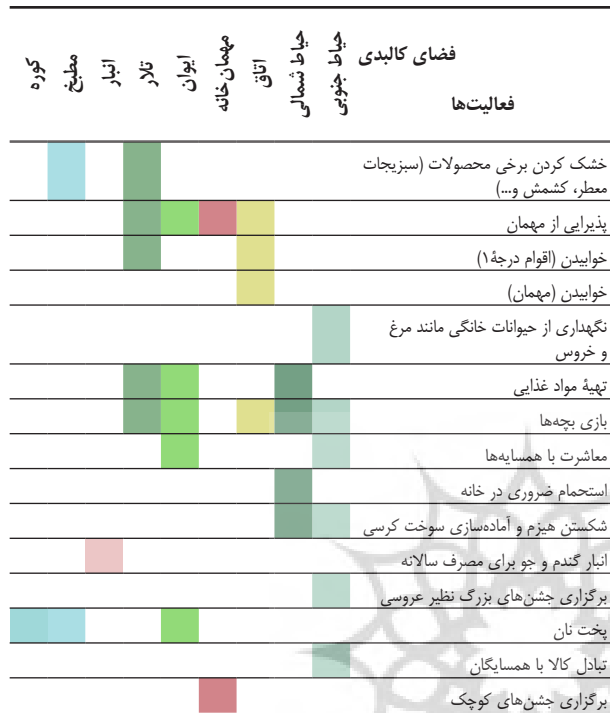 فضای کالبدی
فعالیت‌ها
حیاط جنوبی
حیاط شمالی
اتاق
مهمان‌خانه
ایوان
تالار
انبار
مطبخ
کوره
خشک کردن برخی محصولات (سبزیجات
معطر، کشمش و...)
پذیرایی از مهمان
خوابیدن (اقوام درجهٔ۱)
خوابیدن (مهمان)
نگهداری از حیوانات خانگی مانند مرغ
و خروس
تهیهٔ مواد غذایی
بازی بچه‌ها
معاشرت با همسایه‌ها
استحمام ضروری در خانه
شکستن هیزم و آماده‌سازی سوخت کرسی
انبار گندم و جو برای مصرف سالانه
برگزاری جشن‌های بزرگ نظیر عروسی
پخت نان
تبادل کالا با همسایگان
برگزاری جشن‌های کوچک